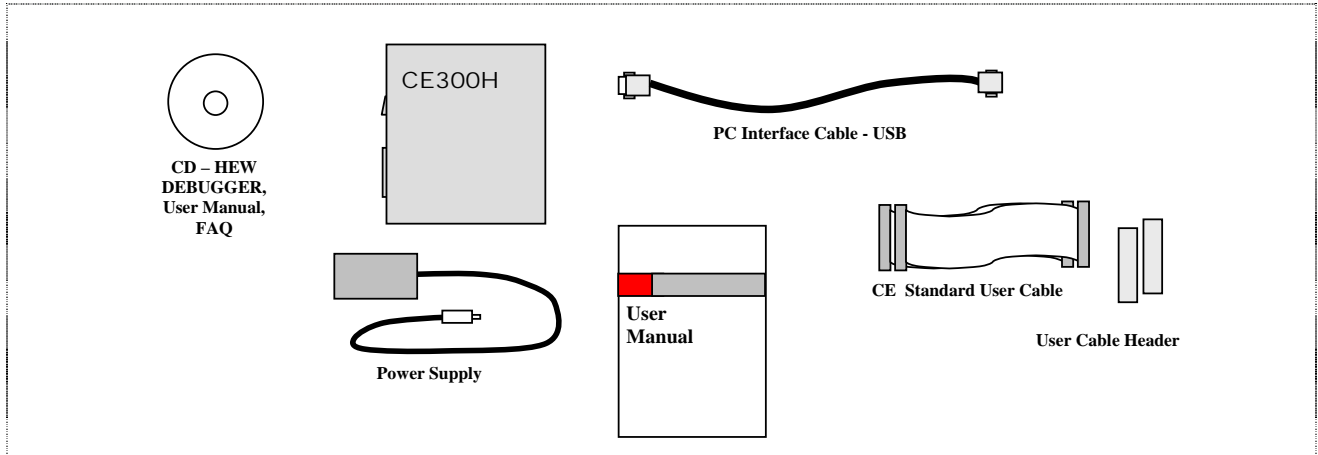 CE300H
PC Interface Cable - USB
CD – HEW
DEBUGGER,
User Manual,
FAQ
CE Standard User Cable
User
Manual
User Cable Header
Power Supply